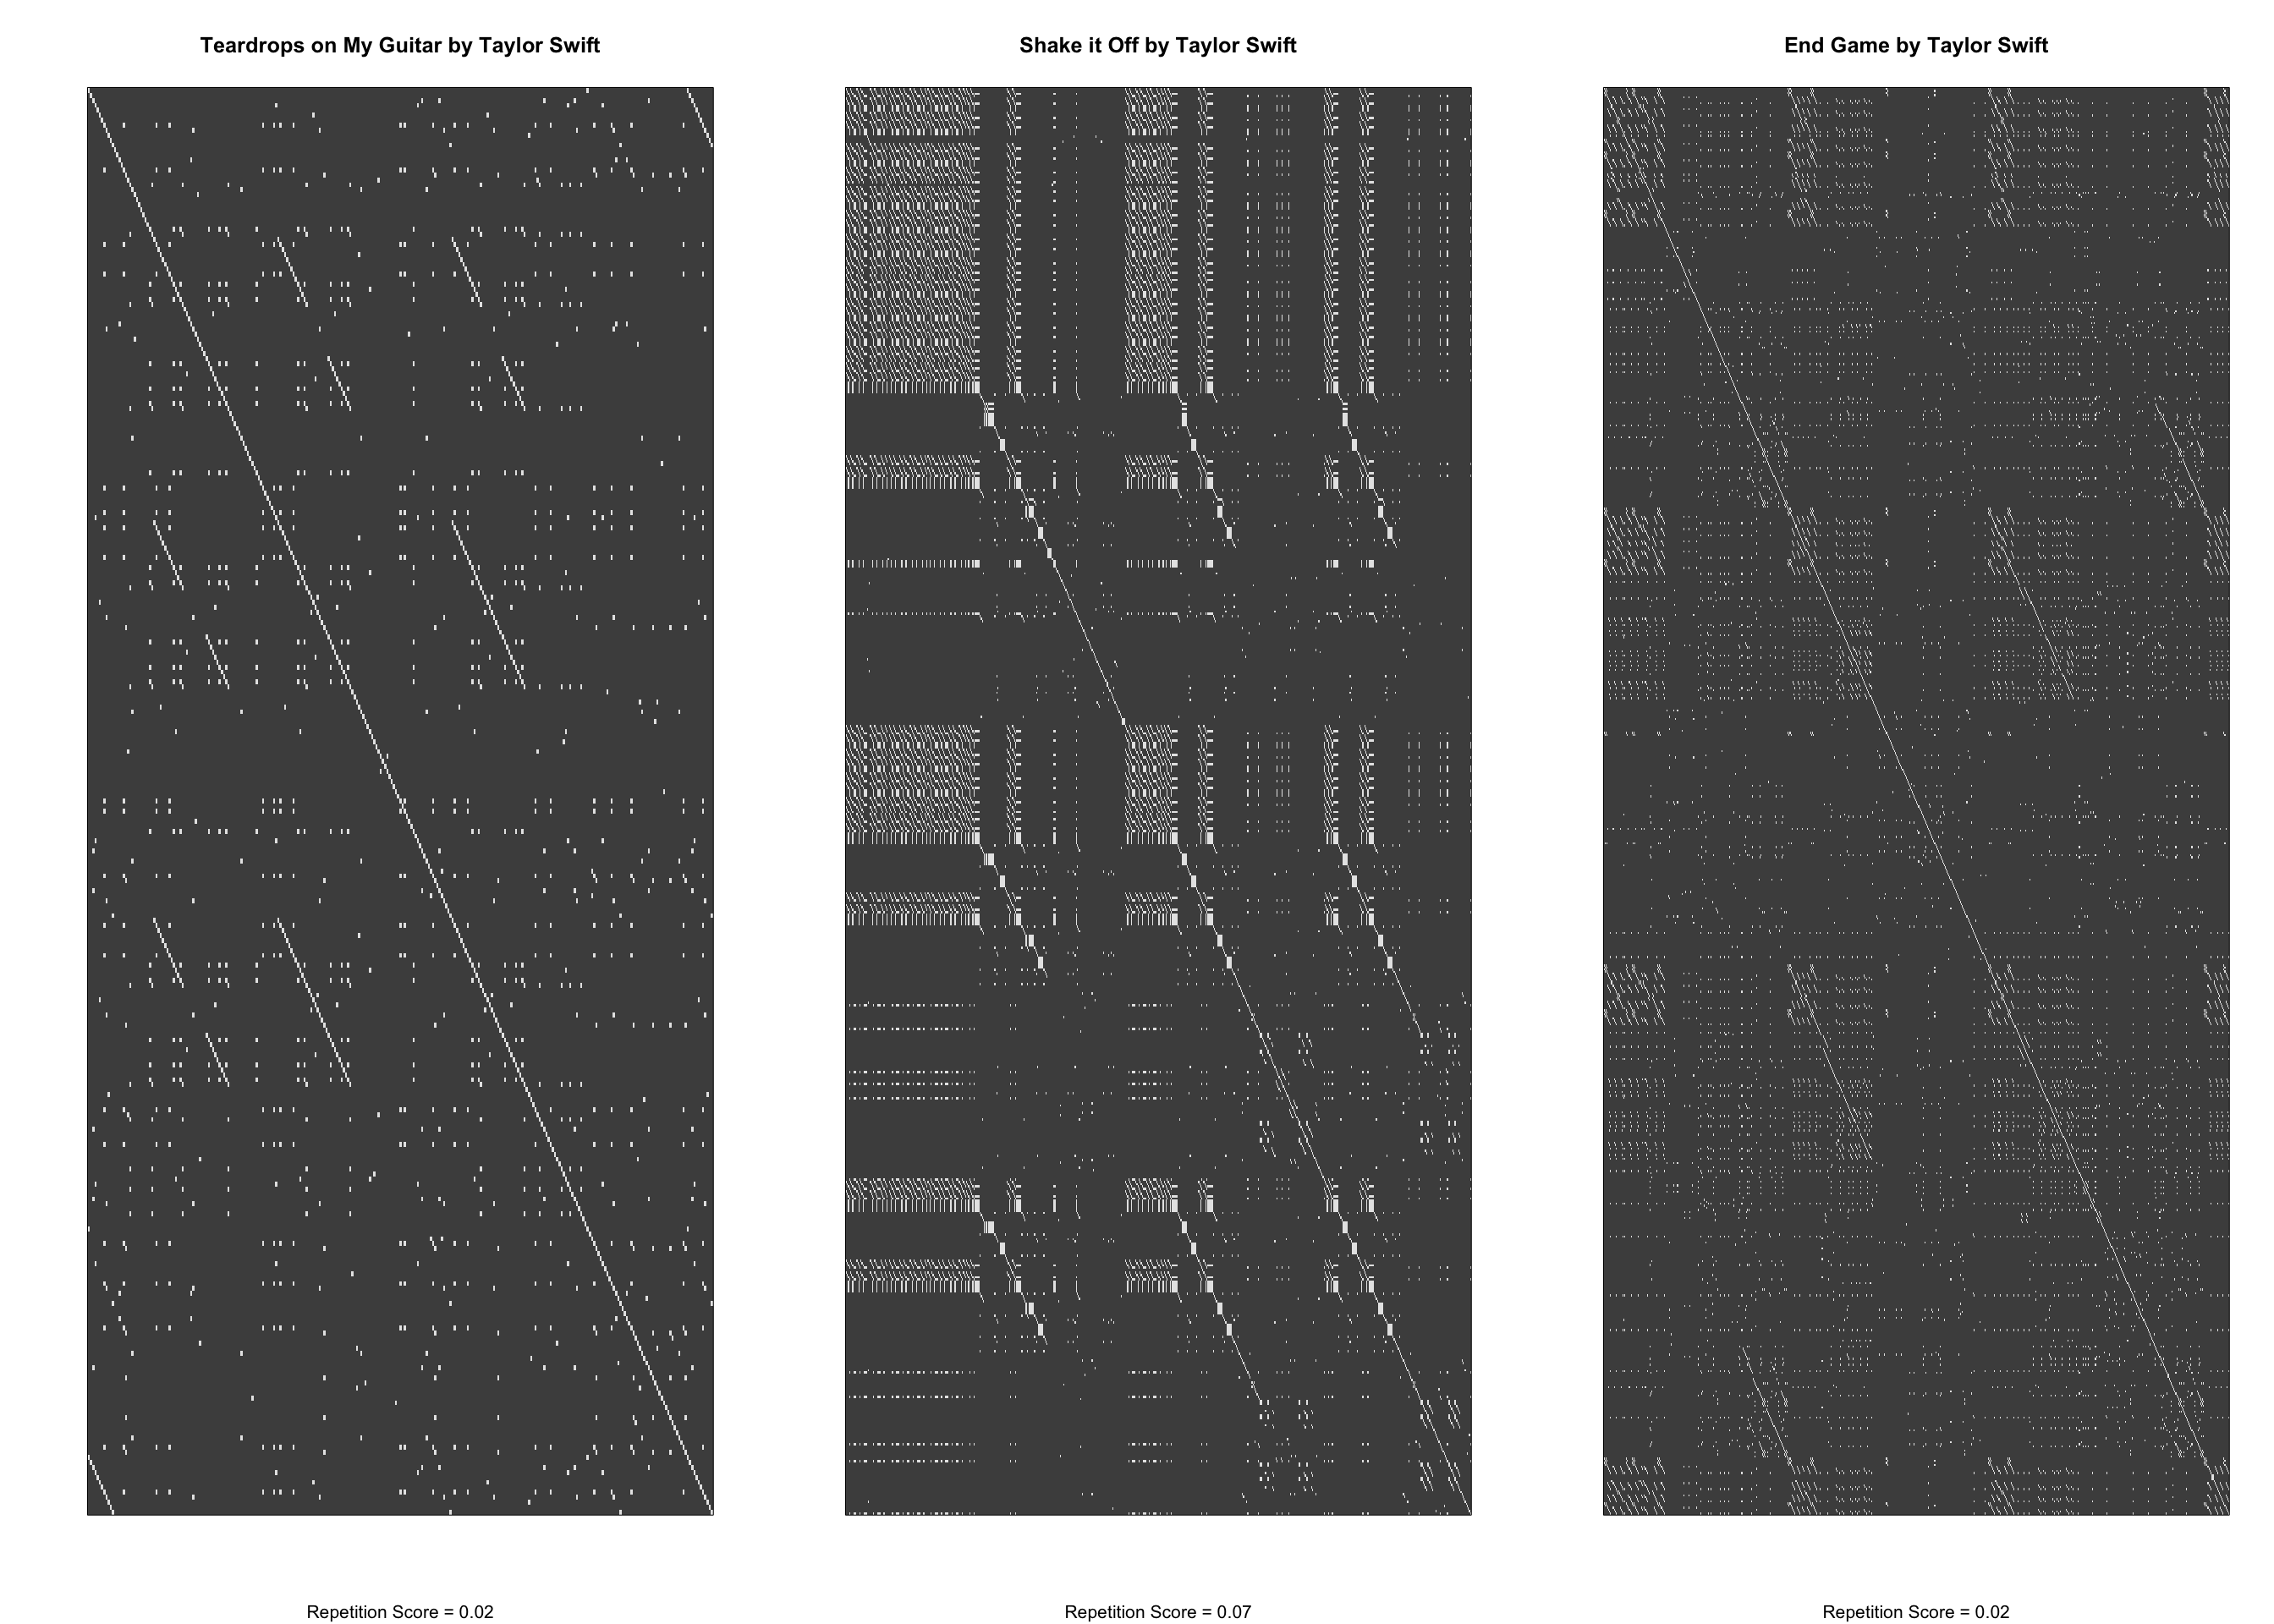 Teardrops on My Guitar by Taylor Swift
Shake it Off by Taylor Swift
End Game by Taylor Swift
Repetition Score = 0.02
Repetition Score = 0.07
Repetition Score = 0.02